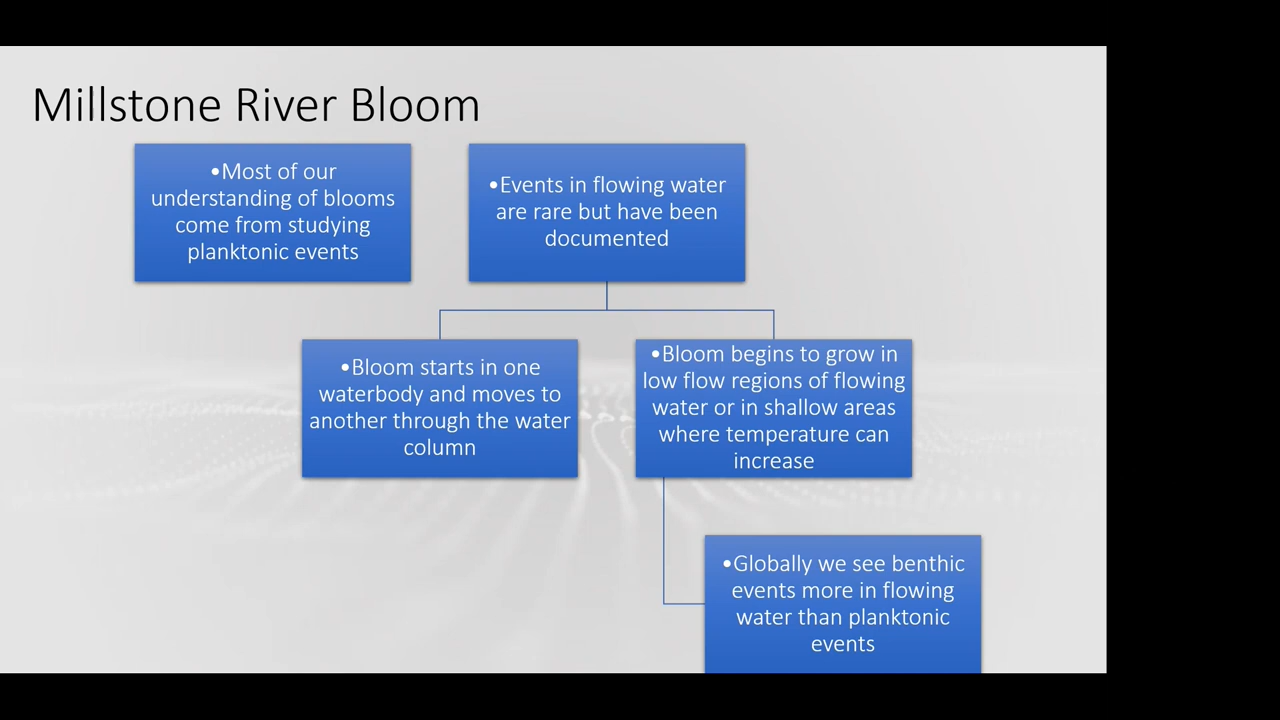 Millstone River Bloom
•Most of our
understanding of blooms
come from studying
planktonic events
•Events in flowing water
are rare but have been
documented
•Bloom starts in one
waterbody and moves to
another through the water
column
•Bloom begins to grow in
low flow regions of flowing
water or in shallow areas
where temperature can
increase
•Globally we see benthic
events more in flowing
water than planktonic
events